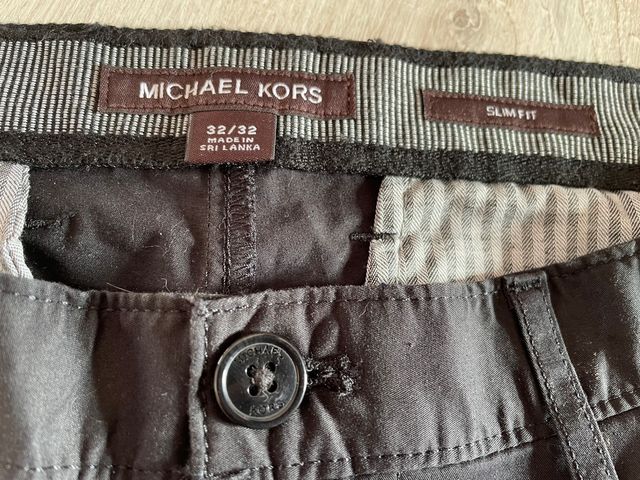 MICHAEL KORS
SLIM FIT
32/32
MADE IN
SRI LANKA
MICHAEL
KORS